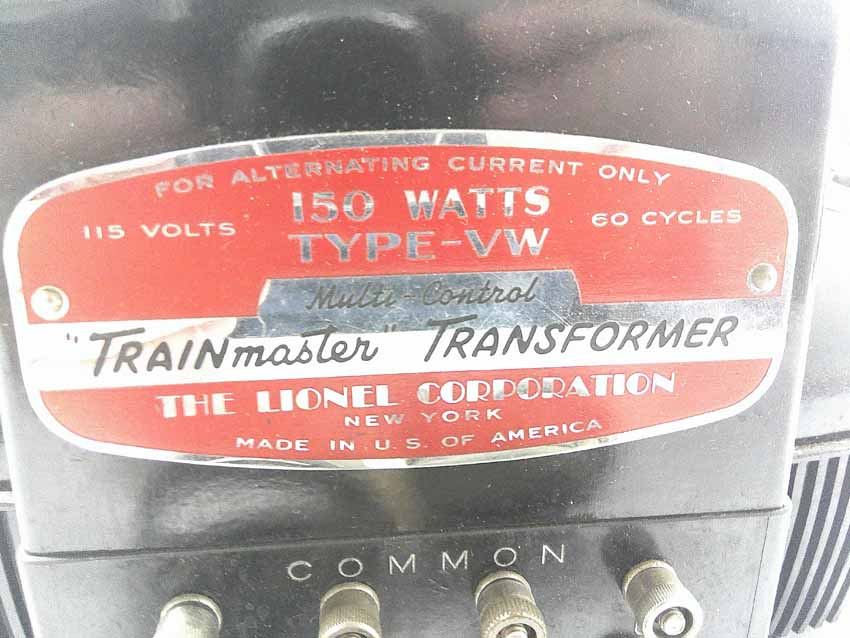 FOR ALTERNATING CURRENT ONLY
115 VOLTS 150 WATTS 60 CYCLES
TYPE-VW
Multi-Control
"TRAINmaster" TRANSFORMER
THE LIONEL CORPORATION
NEW YORK
MADE IN U.S. OF AMERICA
COMMON